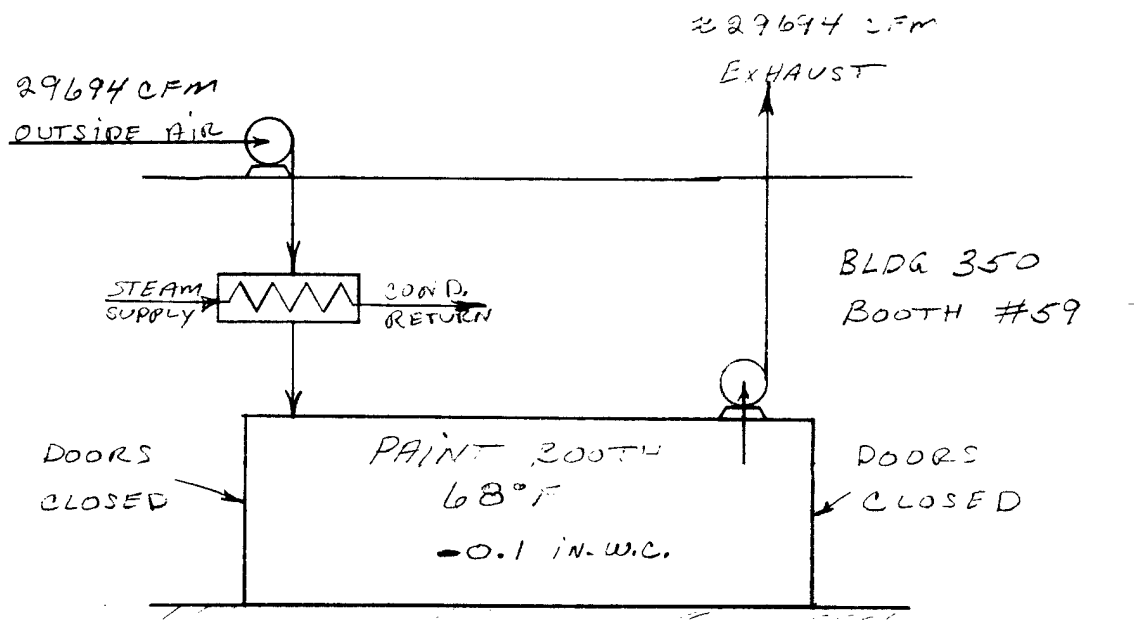 ≈29694 CFM
EXHAUST
29694 CFM
OUTSIDE AIR
BLDG 350
BOOTH #59
STEAM
SUPPLY
COND.
RETURN
DOORS
CLOSED
PAINT BOOTH
68°F
-0.1 IN-W.C.
DOORS
CLOSED